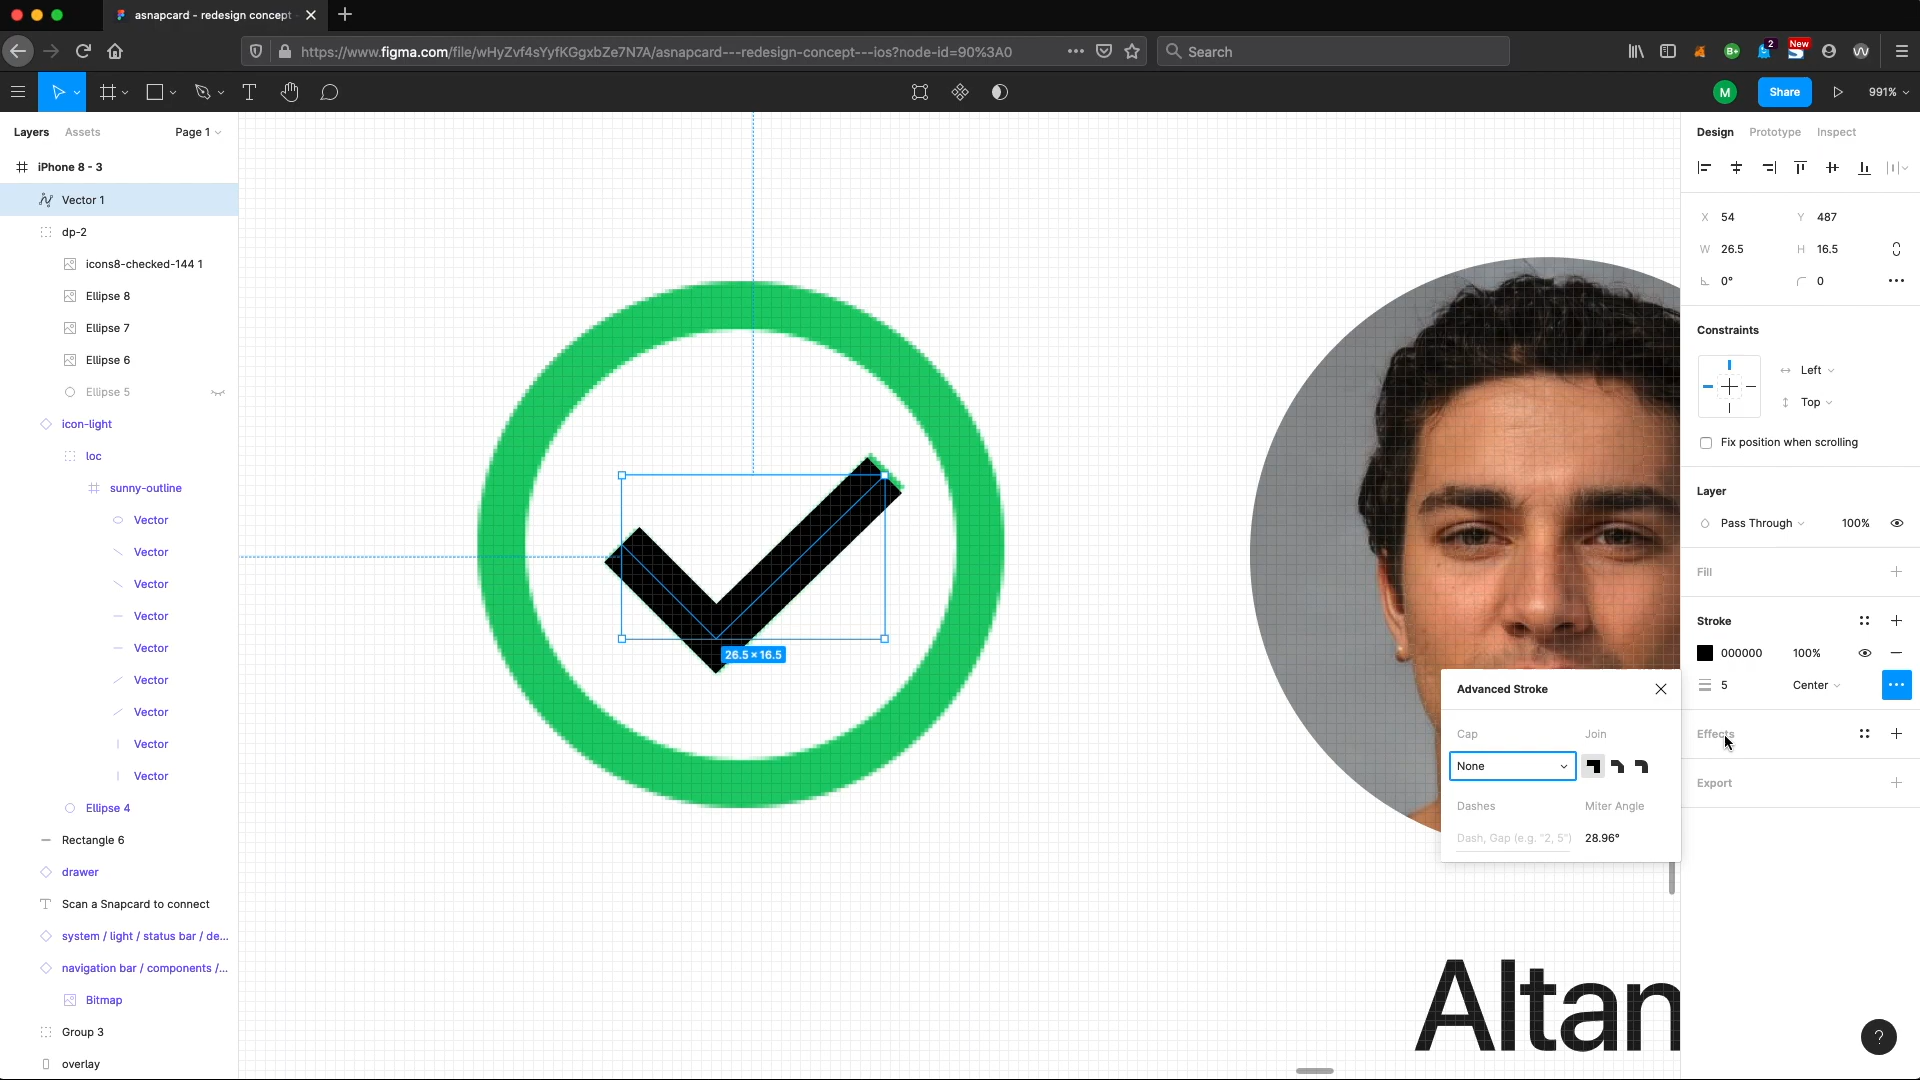 asnapcard - redesign concept
https://www.figma.com/file/wHyZvf4sYyfKGgxbZe7N7A/asnapcard---redesign-concept---ios?node-id=90%3A0
Search
B+
2
New
M
Share
991%
Layers
Assets
Page 1
Design
Prototype
Inspect
iPhone 8 - 3
Vector 1
dp-2
icons8-checked-144 1
Ellipse 8
Ellipse 7
Ellipse 6
Ellipse 5
icon-light
loc
sunny-outline
Vector
Vector
Vector
Vector
Vector
Vector
Vector
Vector
Vector
Ellipse 4
Rectangle 6
drawer
Scan a Snapcard to connect
system / light / status bar / de...
navigation bar / components /...
Bitmap
Group 3
overlay
26.5 × 16.5
Altan
X 54
Y 487
W 26.5
H 16.5
0°
0
Constraints
Left
Top
Fix position when scrolling
Layer
Pass Through
100%
Fill
Stroke
000000
100%
5
Center
Effects
Export
Advanced Stroke
Cap
Join
None
Dashes
Miter Angle
Dash, Gap (e.g. "2, 5")
28.96°
?